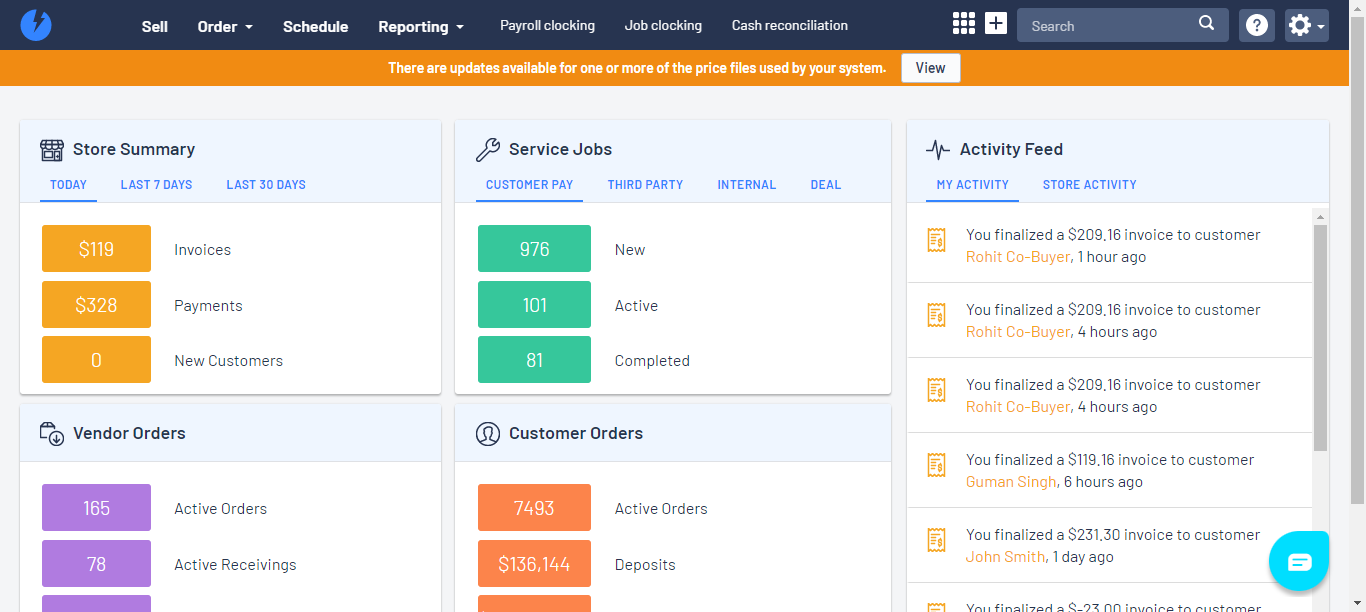 Sell
Order
Schedule
Reporting
Payroll clocking
Job clocking
Cash reconciliation
Search
There are updates available for one or more of the price files used by your system.
View
Store Summary
TODAY
LAST 7 DAYS
LAST 30 DAYS
$119 Invoices
$328 Payments
0 New Customers
Service Jobs
CUSTOMER PAY
THIRD PARTY
INTERNAL
DEAL
976 New
101 Active
81 Completed
Vendor Orders
165 Active Orders
78 Active Receivings
Customer Orders
7493 Active Orders
$136,144 Deposits
Activity Feed
MY ACTIVITY
STORE ACTIVITY
You finalized a $209.16 invoice to customer
Rohit Co-Buyer, 1 hour ago
You finalized a $209.16 invoice to customer
Rohit Co-Buyer, 4 hours ago
You finalized a $209.16 invoice to customer
Rohit Co-Buyer, 4 hours ago
You finalized a $119.16 invoice to customer
Guman Singh, 6 hours ago
You finalized a $231.30 invoice to customer
John Smith, 1 day ago
You finalized a $-23.00 invoice to customer